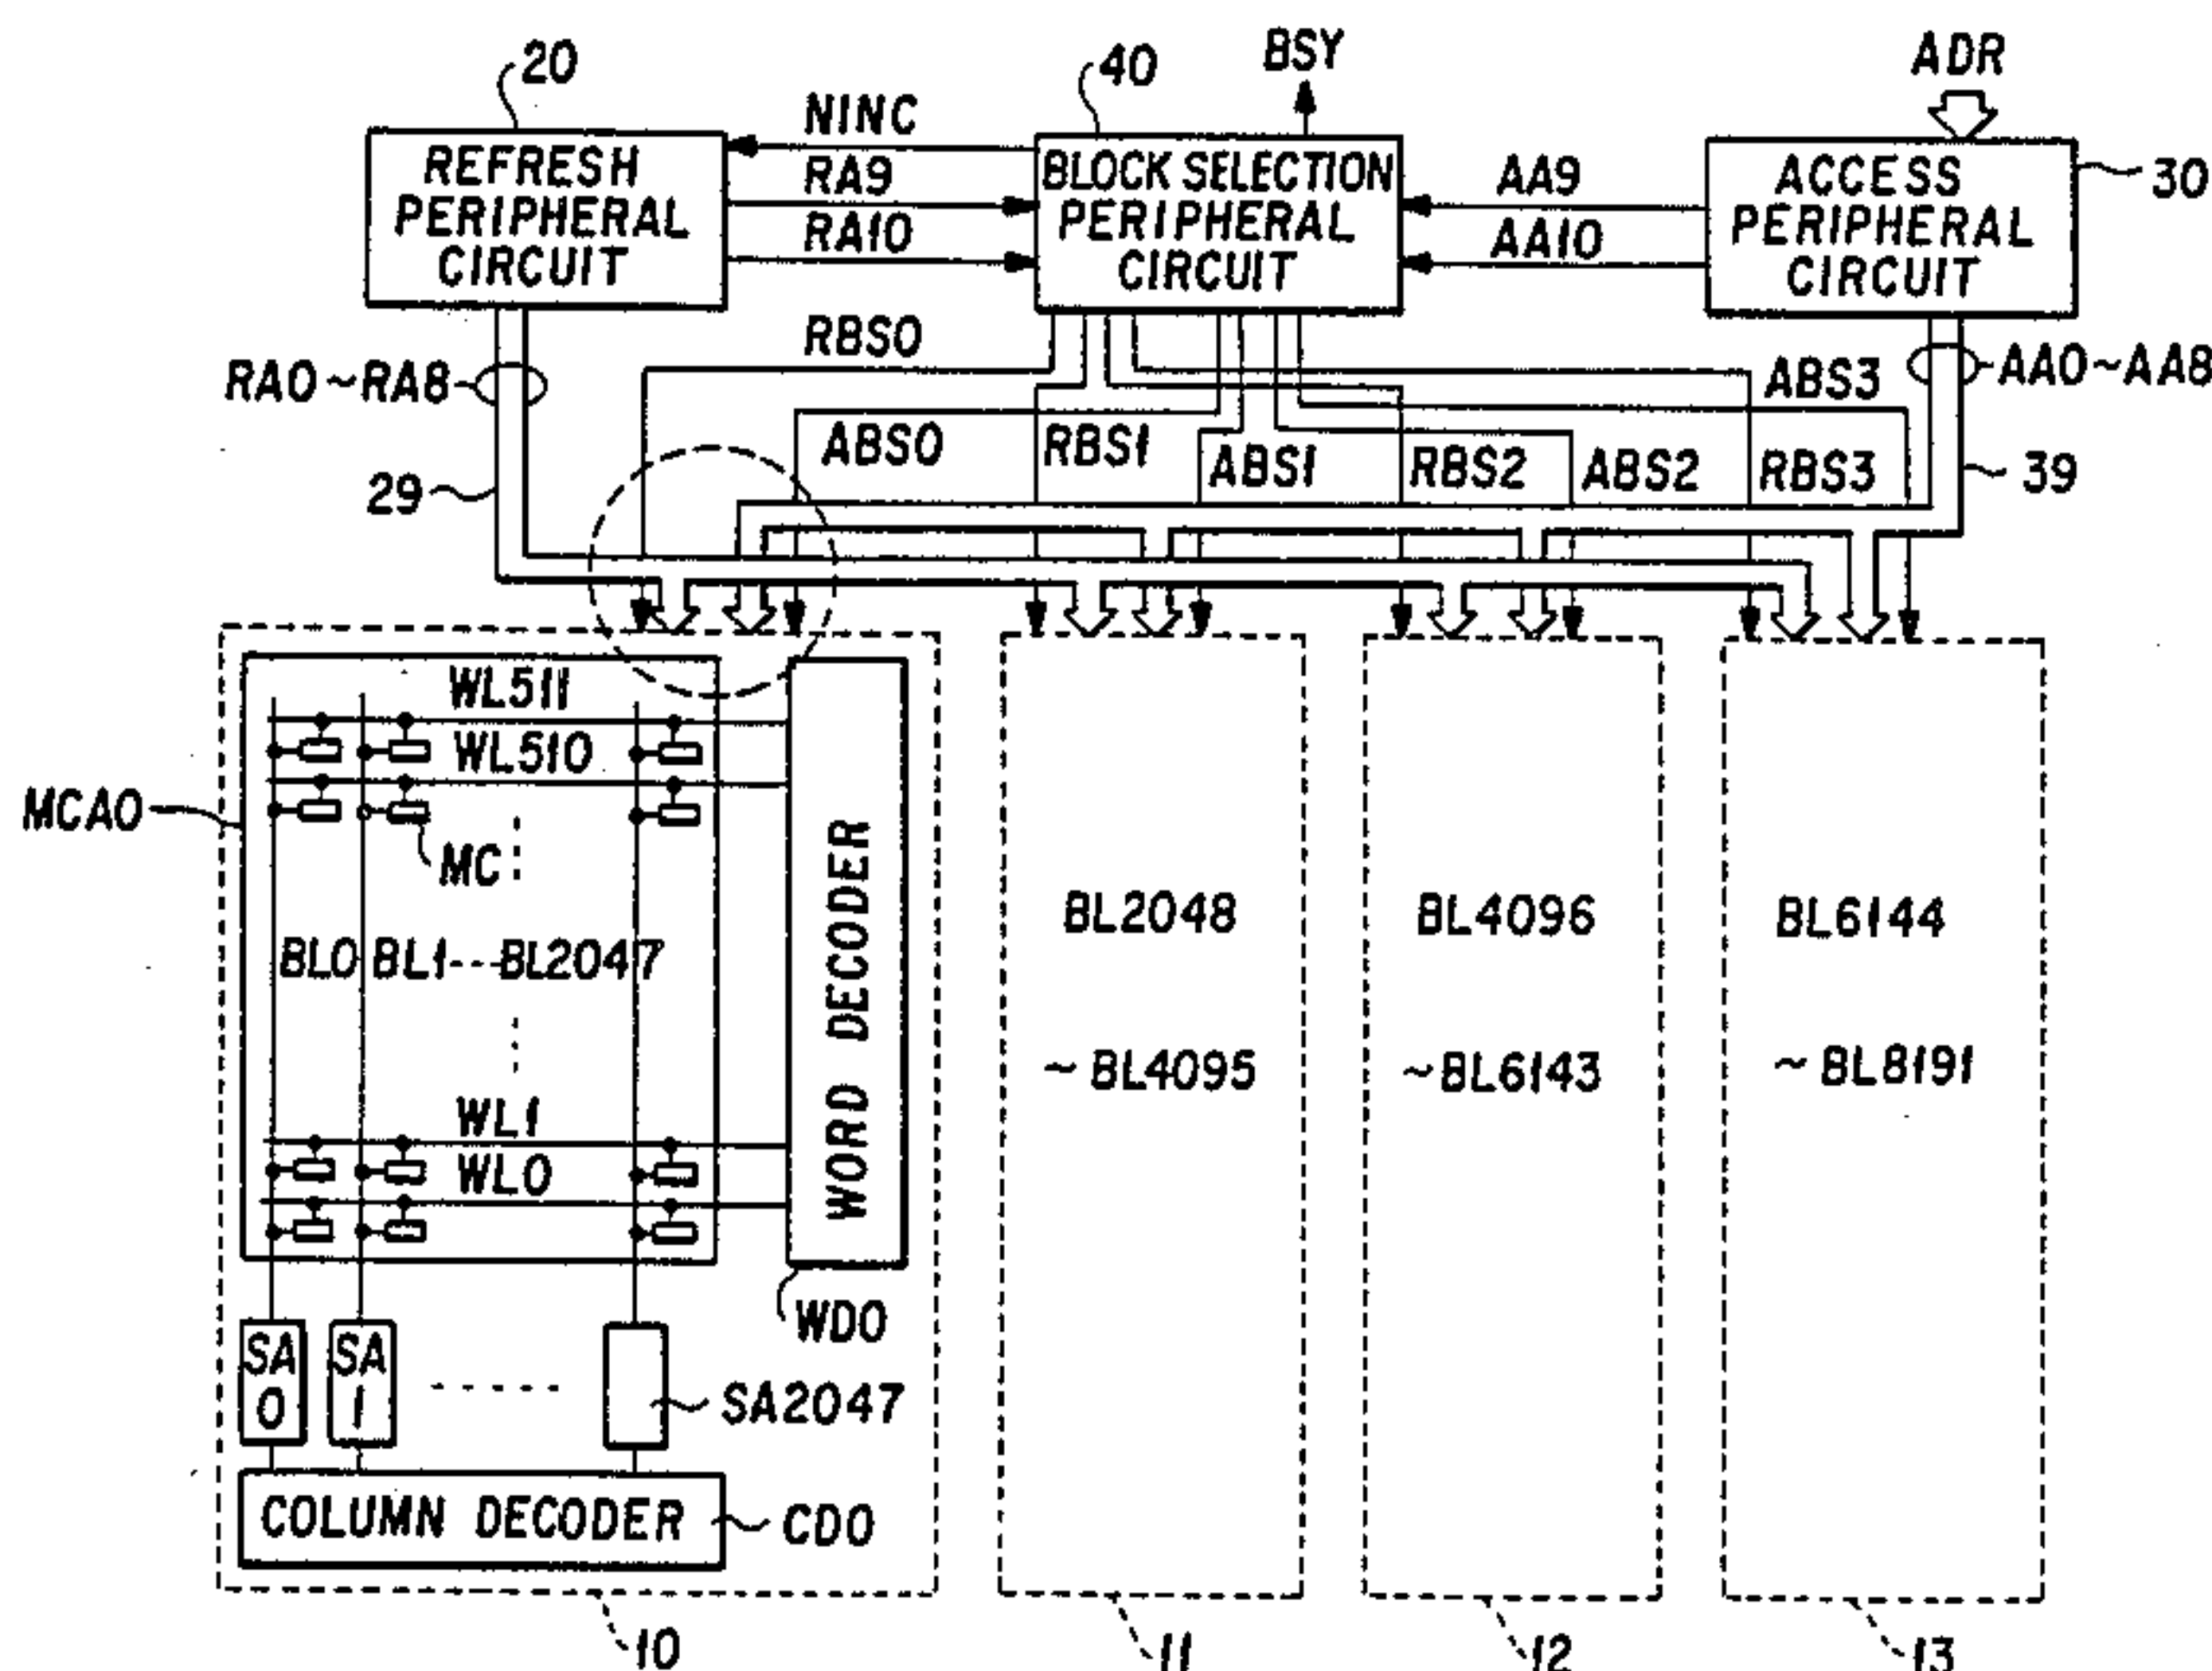 20
40
BSY
ADR
NINC
RA9
RA10
REFRESH
PERIPHERAL
CIRCUIT
BLOCK SELECTION
PERIPHERAL
CIRCUIT
AA9
AA10
ACCESS
PERIPHERAL
CIRCUIT
30
RBS0
RA0~RA8
ABS3
AA0~AA8
ABS0
RBS1
ABS1
RBS2
ABS2
RBS3
29
39
WL511
WL510
MCA0
MC
BL0 BL1---BL2047
WL1
WL0
WORD DECODER
WD0
SA
0
SA
1
SA2047
COLUMN DECODER
CD0
BL2048
~BL4095
BL4096
~BL6143
BL6144
~BL8191
10
11
12
13